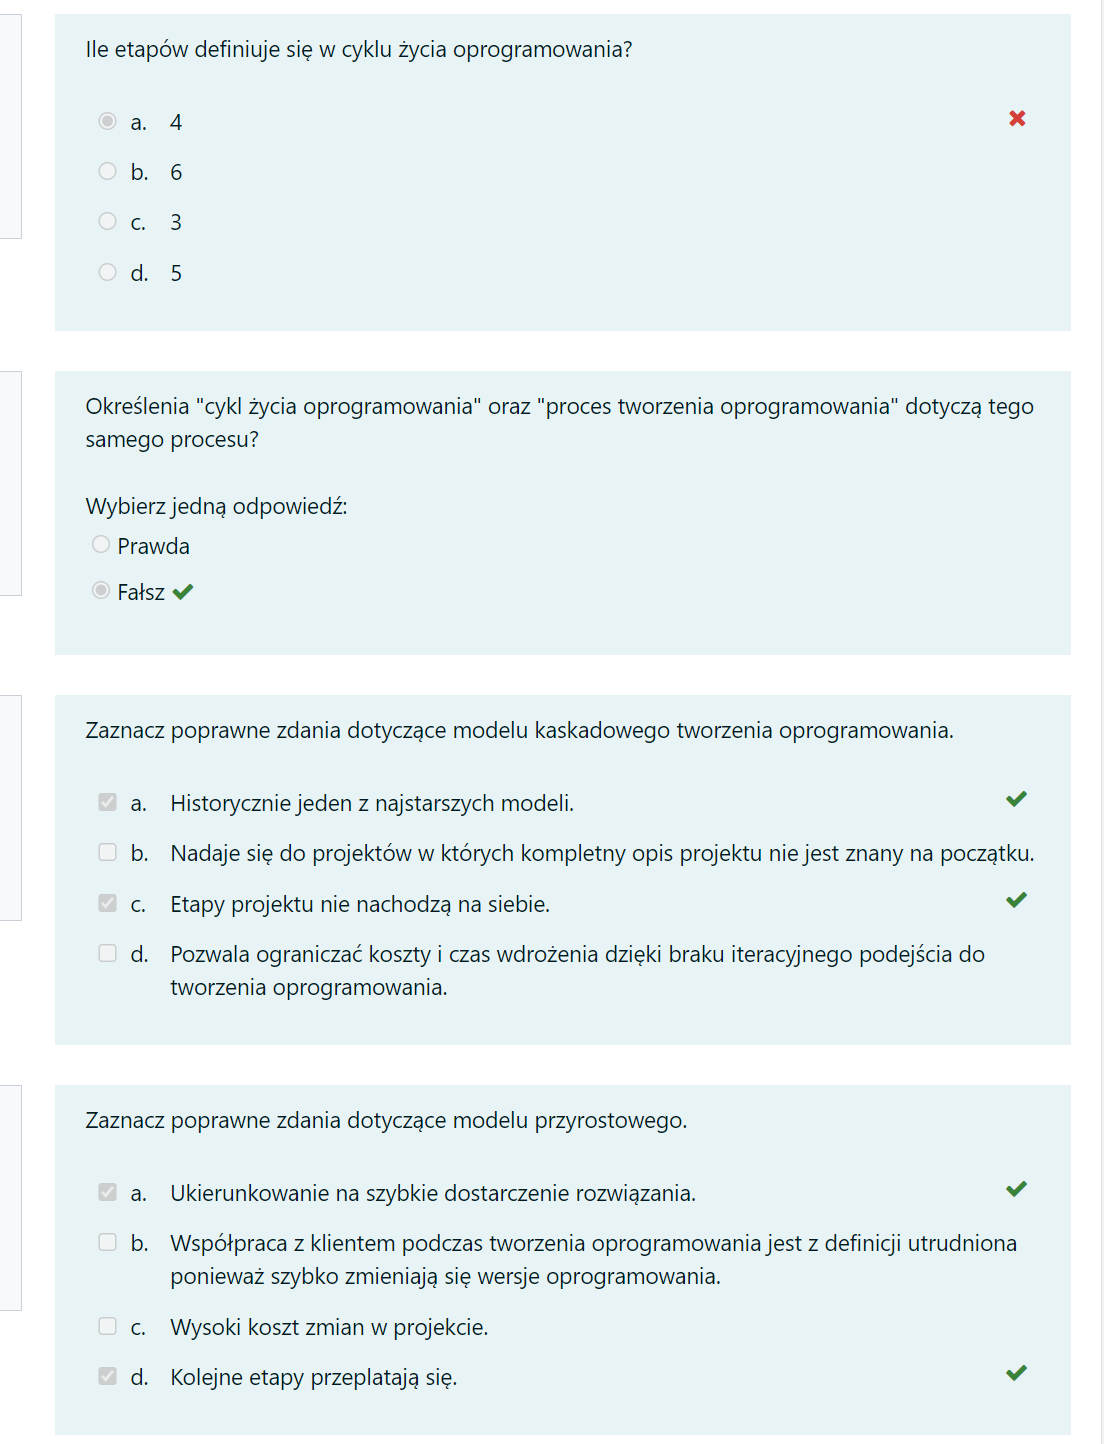 Ile etapów definiuje się w cyklu życia oprogramowania?
a. 4
b. 6
c. 3
d. 5
Określenia "cykl życia oprogramowania" oraz "proces tworzenia oprogramowania" dotyczą tego
samego procesu?
Wybierz jedną odpowiedź:
Prawda
Fałsz
Zaznacz poprawne zdania dotyczące modelu kaskadowego tworzenia oprogramowania.
a. Historycznie jeden z najstarszych modeli.
b. Nadaje się do projektów w których kompletny opis projektu nie jest znany na początku.
c. Etapy projektu nie nachodzą na siebie.
d. Pozwala ograniczać koszty i czas wdrożenia dzięki braku iteracyjnego podejścia do
tworzenia oprogramowania.
Zaznacz poprawne zdania dotyczące modelu przyrostowego.
a. Ukierunkowanie na szybkie dostarczenie rozwiązania.
b. Współpraca z klientem podczas tworzenia oprogramowania jest z definicji utrudniona
ponieważ szybko zmieniają się wersje oprogramowania.
c. Wysoki koszt zmian w projekcie.
d. Kolejne etapy przeplatają się.